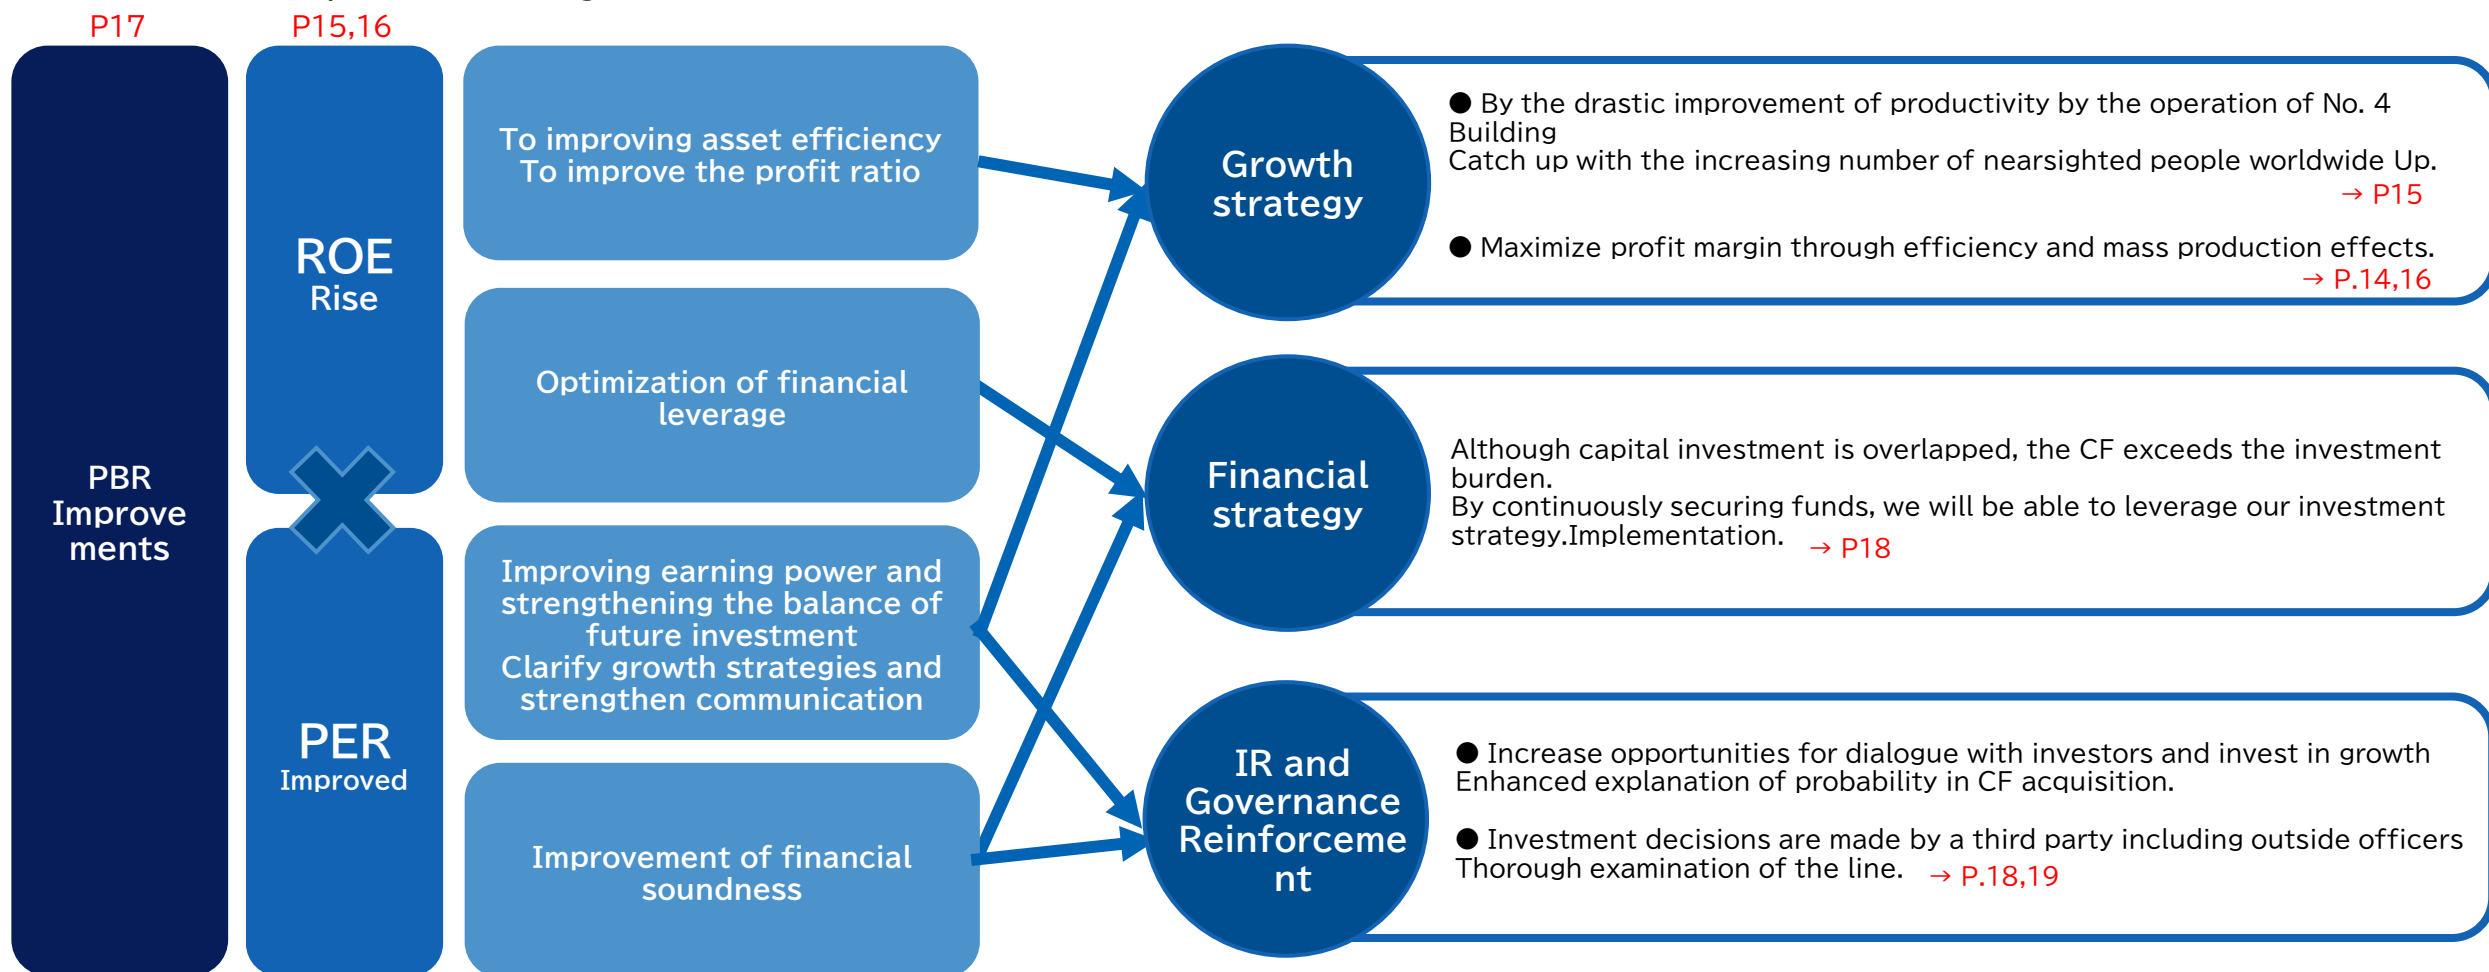 P17
P15,16
PBR
Improve
ments
ROE
Rise
PER
Improved
To improving asset efficiency
To improve the profit ratio
Optimization of financial
leverage
Improving earning power and
strengthening the balance of
future investment
Clarify growth strategies and
strengthen communication
Improvement of financial
soundness
Growth
strategy
● By the drastic improvement of productivity by the operation of No. 4
Building
Catch up with the increasing number of nearsighted people worldwide Up.
→ P15
● Maximize profit margin through efficiency and mass production effects.
→ P.14,16
Financial
strategy
Although capital investment is overlapped, the CF exceeds the investment
burden.
By continuously securing funds, we will be able to leverage our investment
strategy.Implementation. → P18
IR and
Governance
Reinforceme
nt
● Increase opportunities for dialogue with investors and invest in growth
Enhanced explanation of probability in CF acquisition.
● Investment decisions are made by a third party including outside officers
Thorough examination of the line. → P.18,19